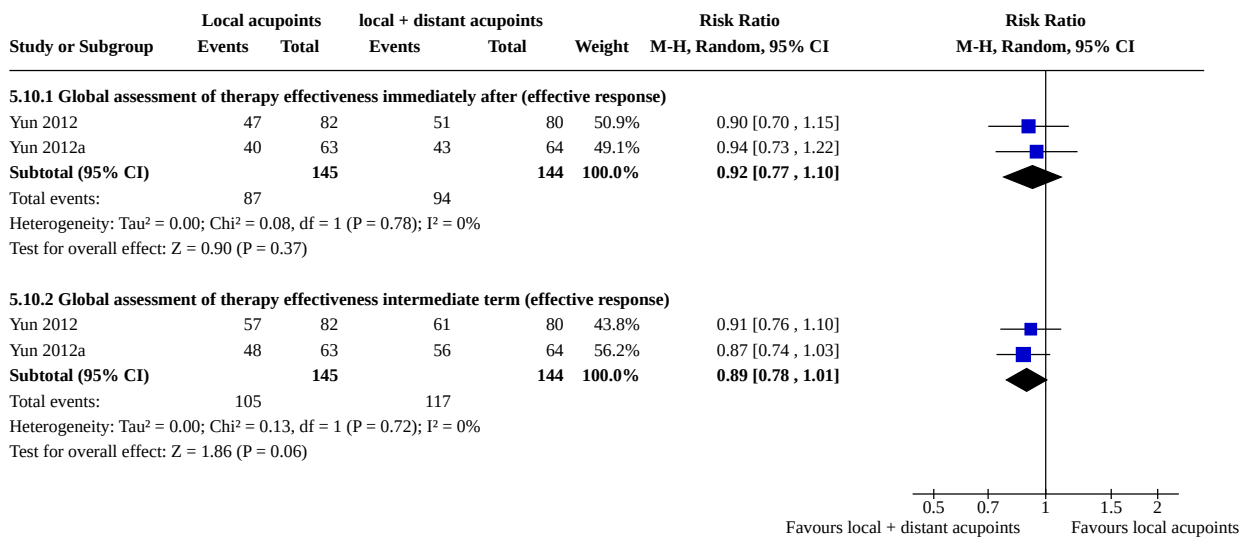 Local acupoints local + distant acupoints Risk Ratio Risk Ratio
Study or Subgroup Events Total Events Total Weight M-H, Random, 95% CI M-H, Random, 95% CI
5.10.1 Global assessment of therapy effectiveness immediately after (effective response)
Yun 2012 47 82 51 80 50.9% 0.90 [0.70 , 1.15]
Yun 2012a 40 63 43 64 49.1% 0.94 [0.73 , 1.22]
Subtotal (95% CI) 145 144 100.0% 0.92 [0.77 , 1.10]
Total events: 87 94
Heterogeneity: Tau² = 0.00; Chi² = 0.08, df = 1 (P = 0.78); I² = 0%
Test for overall effect: Z = 0.90 (P = 0.37)
5.10.2 Global assessment of therapy effectiveness intermediate term (effective response)
Yun 2012 57 82 61 80 43.8% 0.91 [0.76 , 1.10]
Yun 2012a 48 63 56 64 56.2% 0.87 [0.74 , 1.03]
Subtotal (95% CI) 145 144 100.0% 0.89 [0.78 , 1.01]
Total events: 105 117
Heterogeneity: Tau² = 0.00; Chi² = 0.13, df = 1 (P = 0.72); I² = 0%
Test for overall effect: Z = 1.86 (P = 0.06)
0.5 0.7 1 1.5 2
Favours local + distant acupoints Favours local acupoints